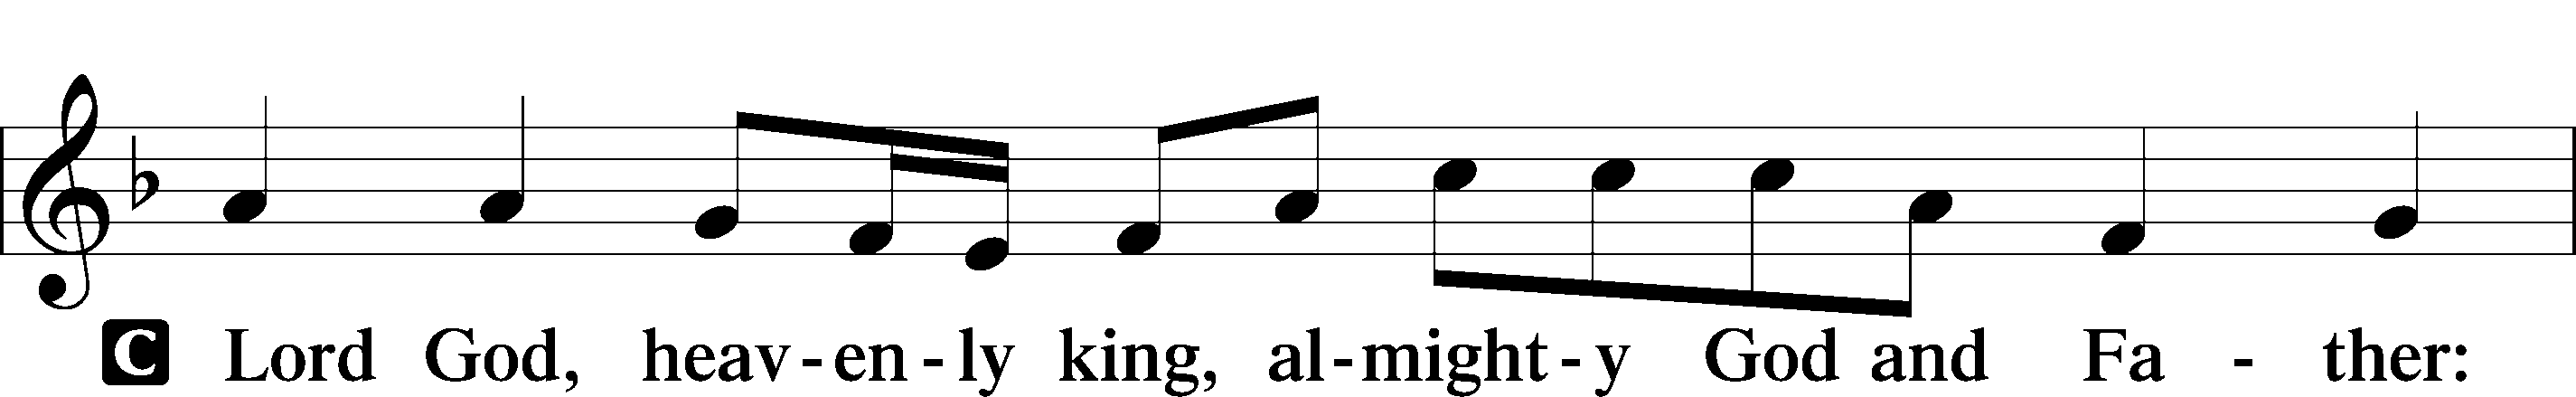 C Lord God, heav-en-ly king, al-might-y God and Fa - ther: